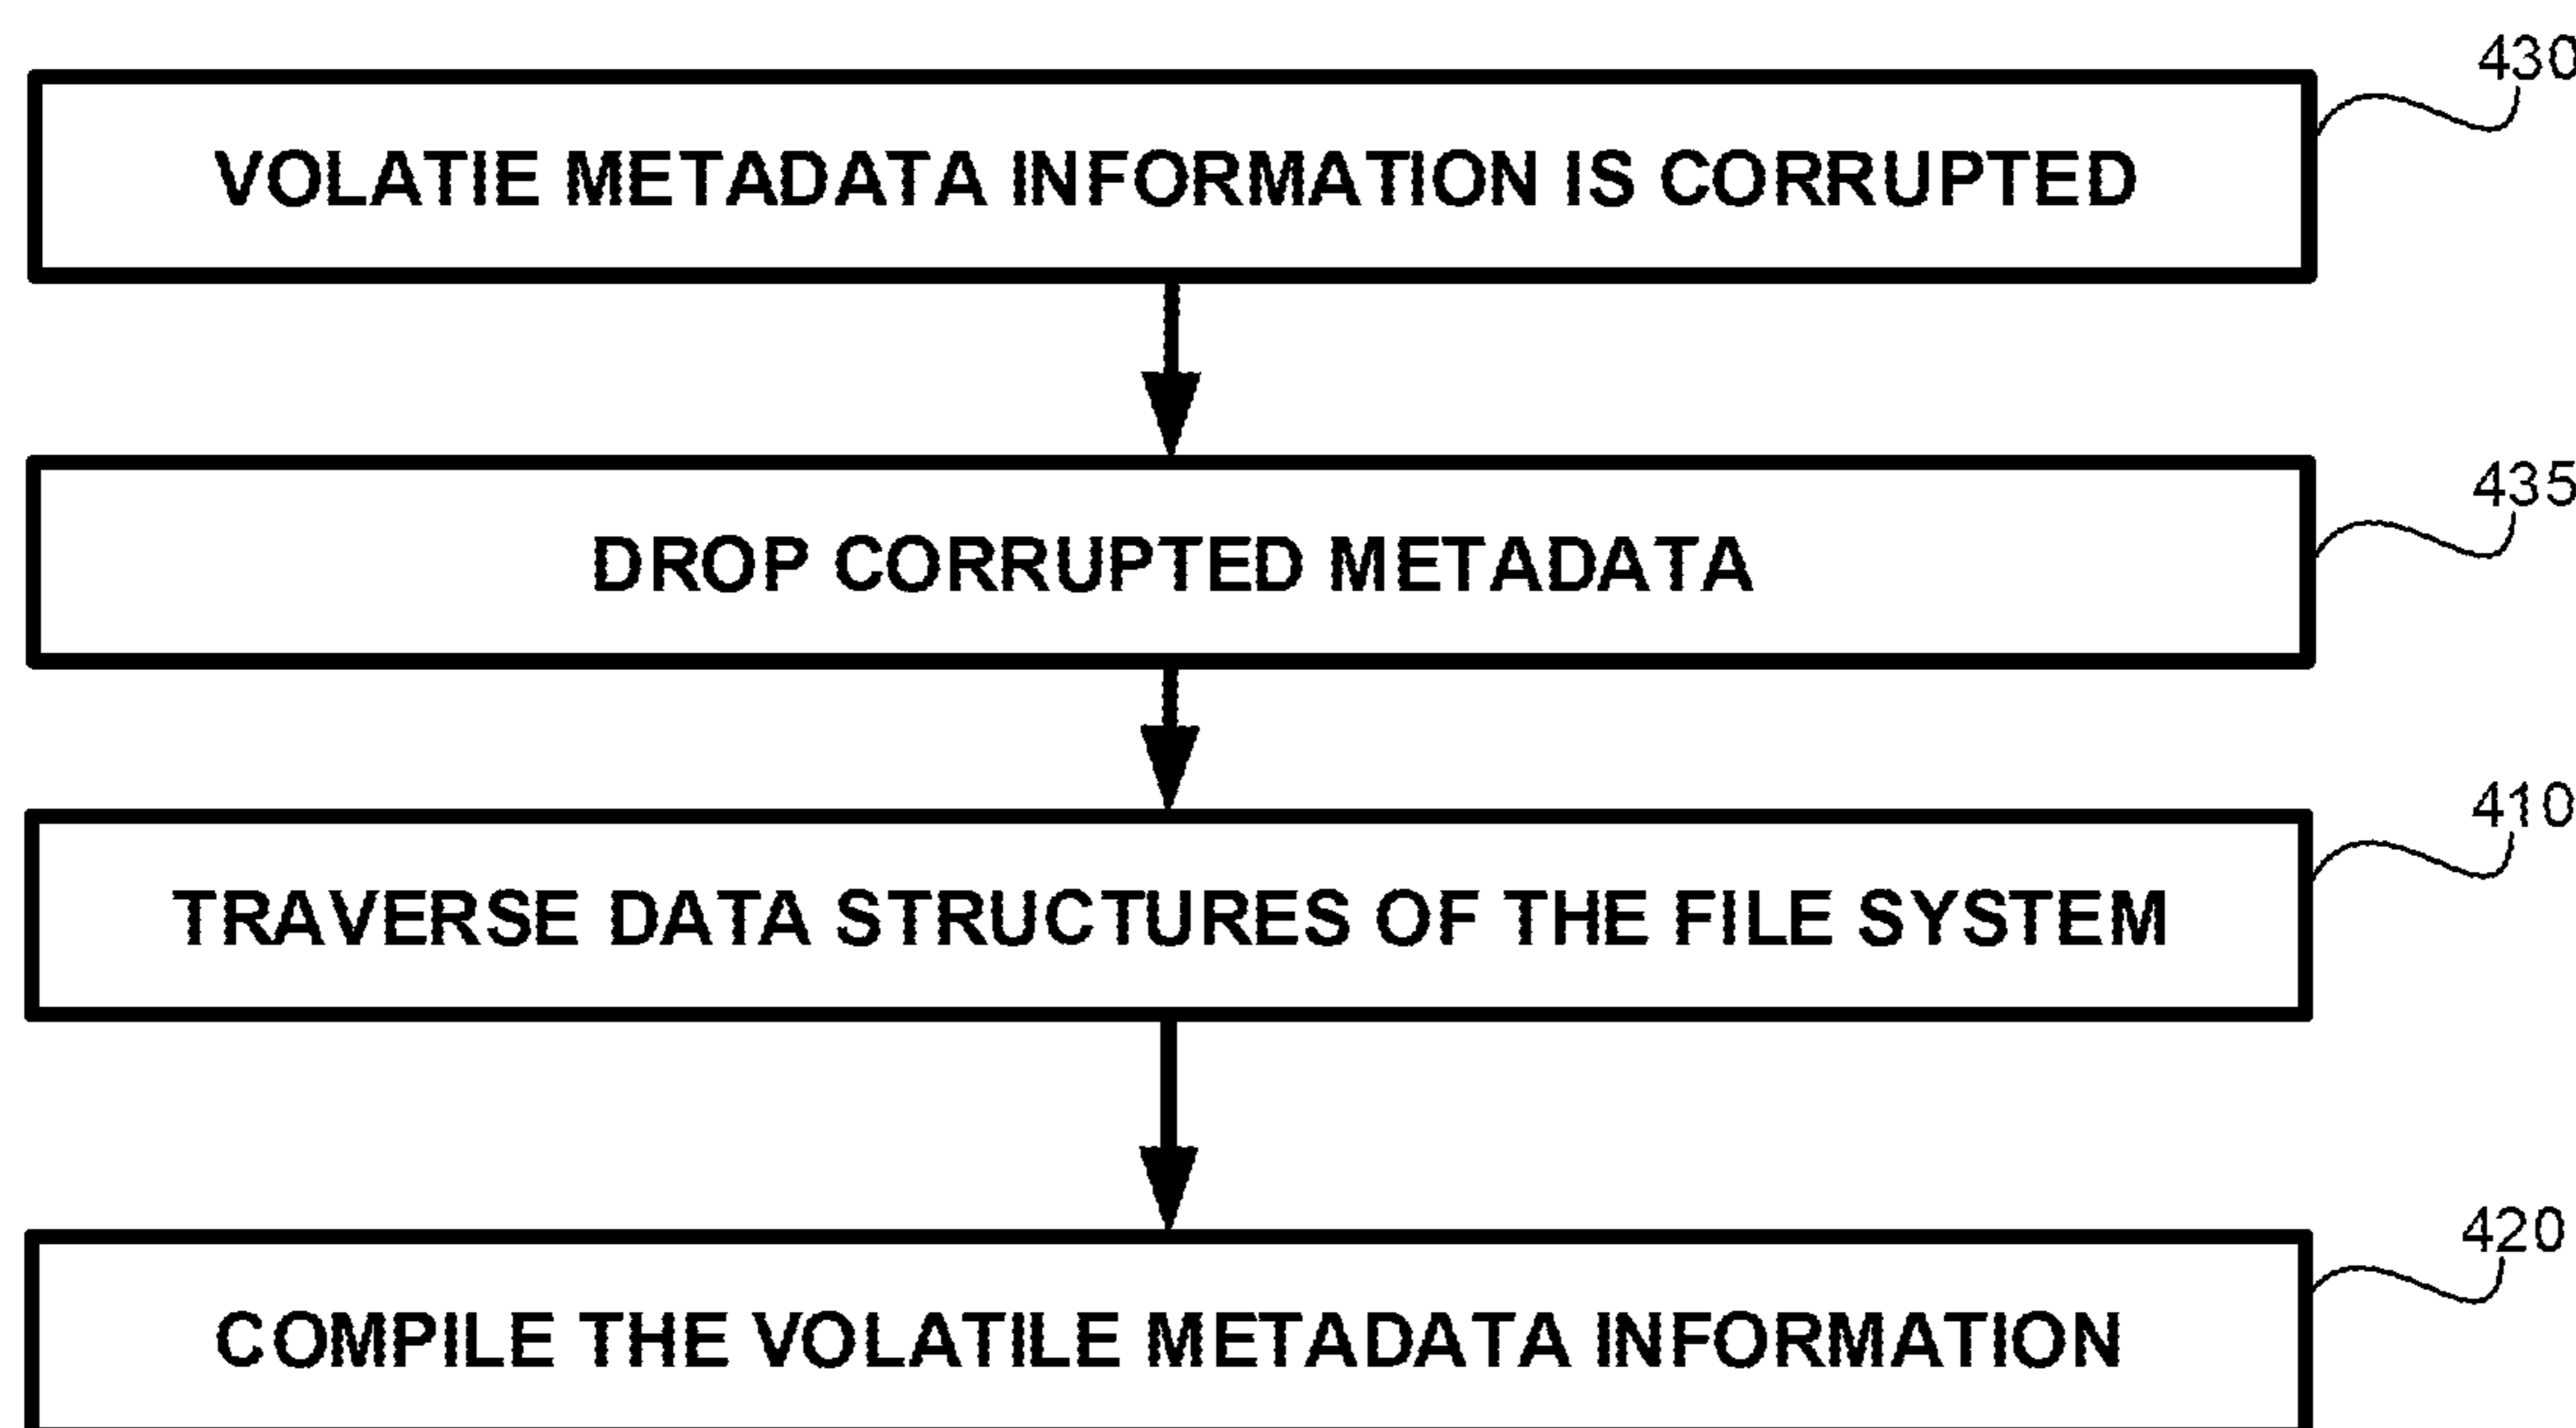 430
VOLATIE METADATA INFORMATION IS CORRUPTED
435
DROP CORRUPTED METADATA
410
TRAVERSE DATA STRUCTURES OF THE FILE SYSTEM
420
COMPILE THE VOLATILE METADATA INFORMATION